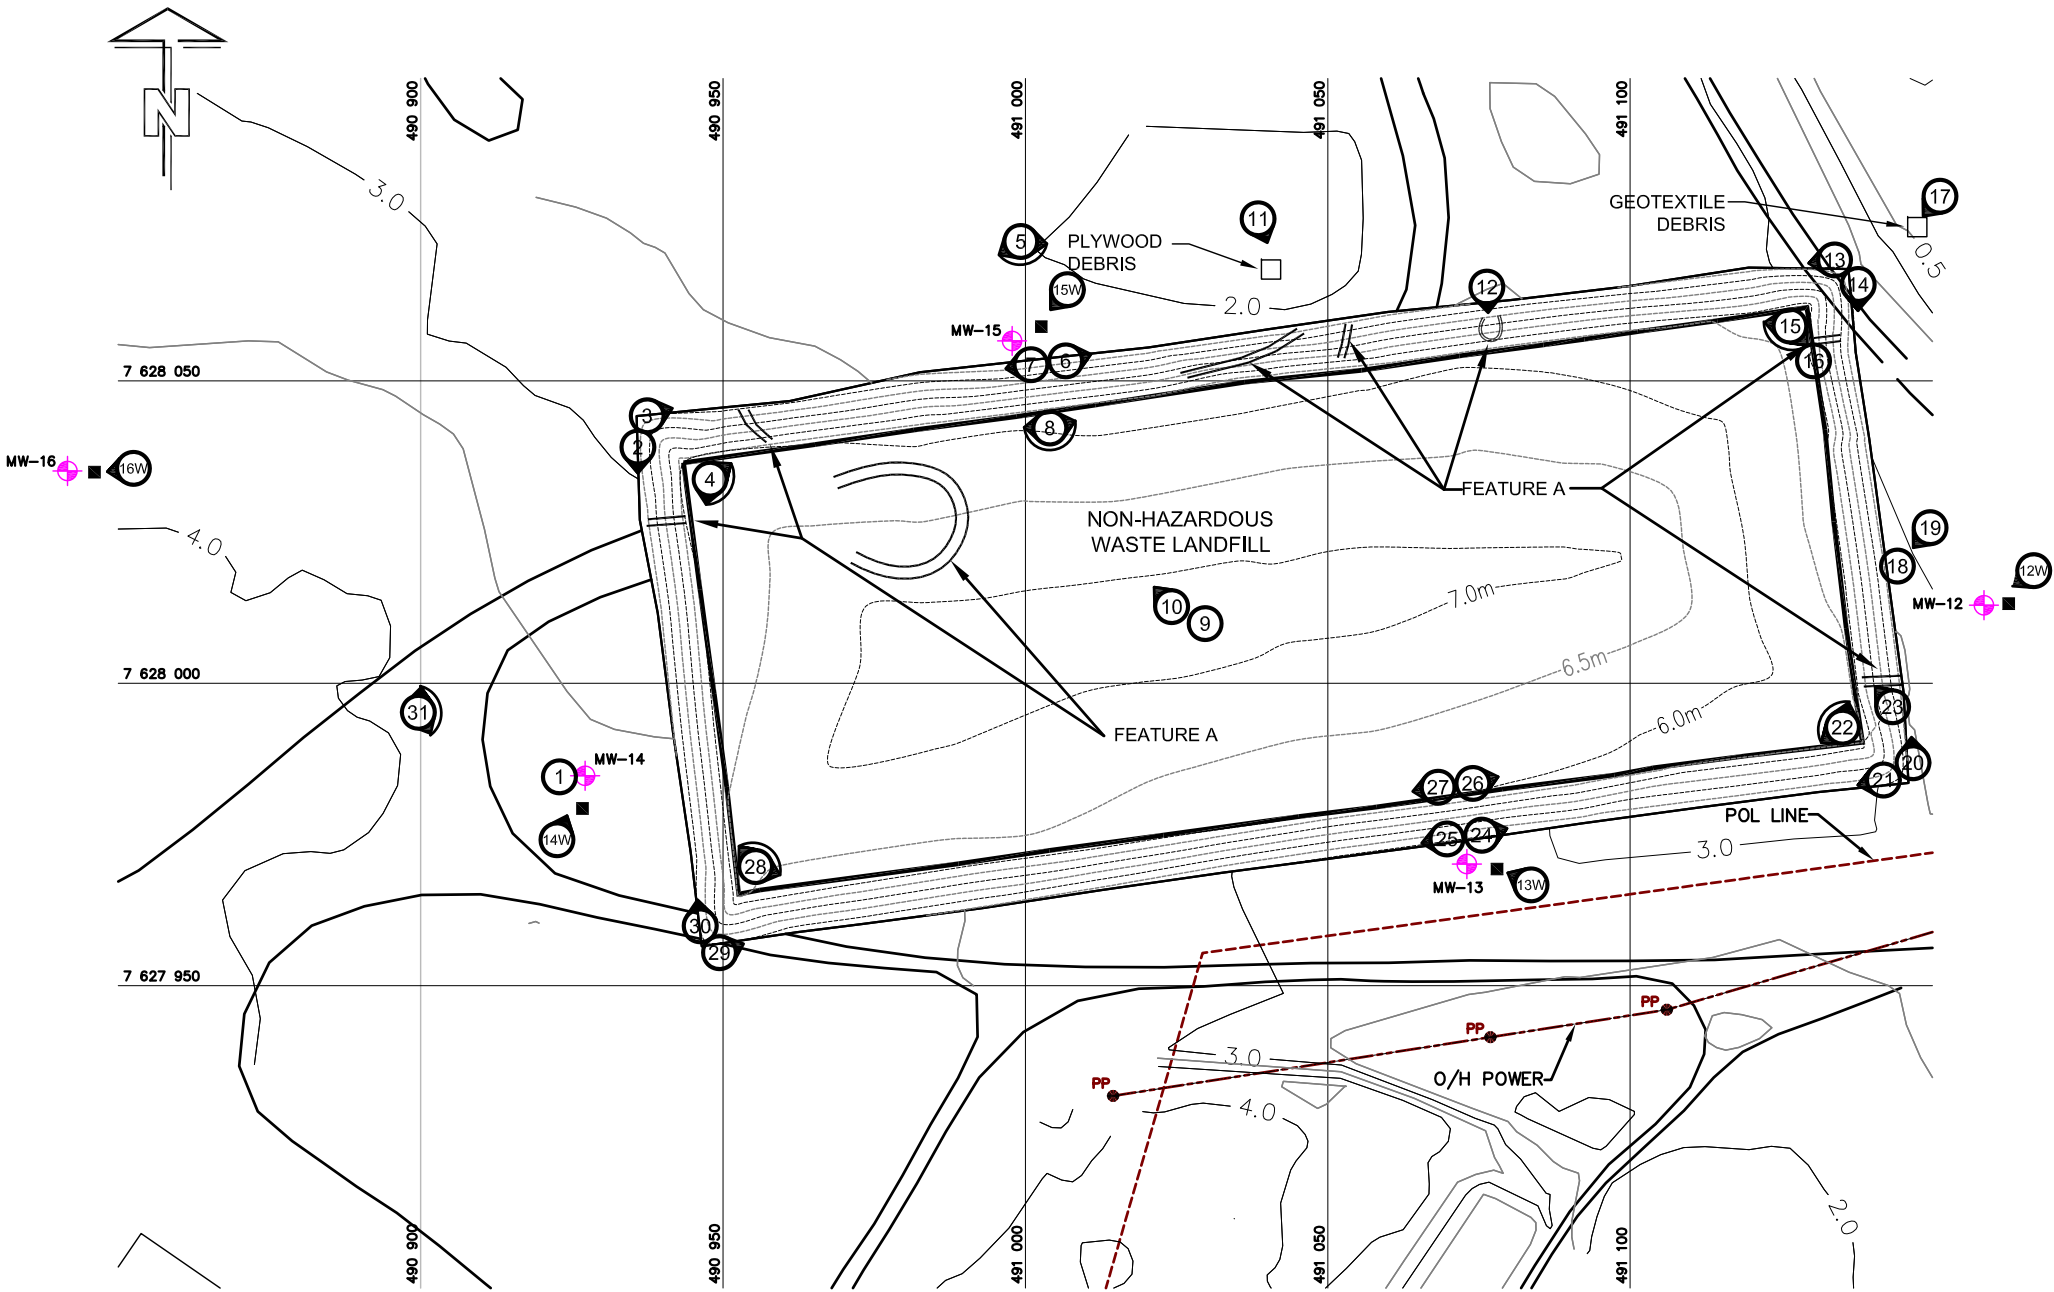 N
490 900
490 950
491 000
491 050
491 100
3.0
17
GEOTEXTILE
DEBRIS
0.5
11
5
PLYWOOD
DEBRIS
13
14
12
15W
2.0
MW-15
15
7
6
16
7 628 050
3
2
8
MW-16
16W
4
FEATURE A
NON-HAZARDOUS
WASTE LANDFILL
4.0
19
18
12W
MW-12
7.0m
10
9
6.5m
7 628 000
31
6.0m
23
22
FEATURE A
MW-14
1
20
21
27
26
POL LINE
14W
25
24
3.0
28
MW-13
13W
30
29
7 627 950
PP
PP
PP
3.0
O/H POWER
4.0
2.0
490 900
490 950
491 000
491 050
491 100